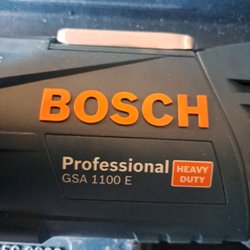 BOSCH
Professional
GSA 1100 E
HEAVY
DUTY